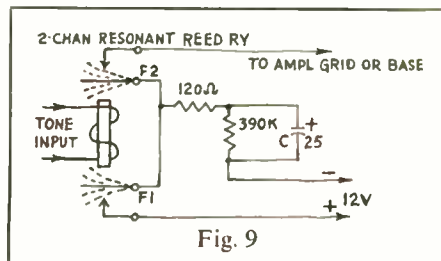 2-CHAN RESONANT REED RY
F2
TO AMPL GRID OR BASE
120Ω
TONE
INPUT
390K
C
+
25
-
F1
+ 12V
Fig. 9